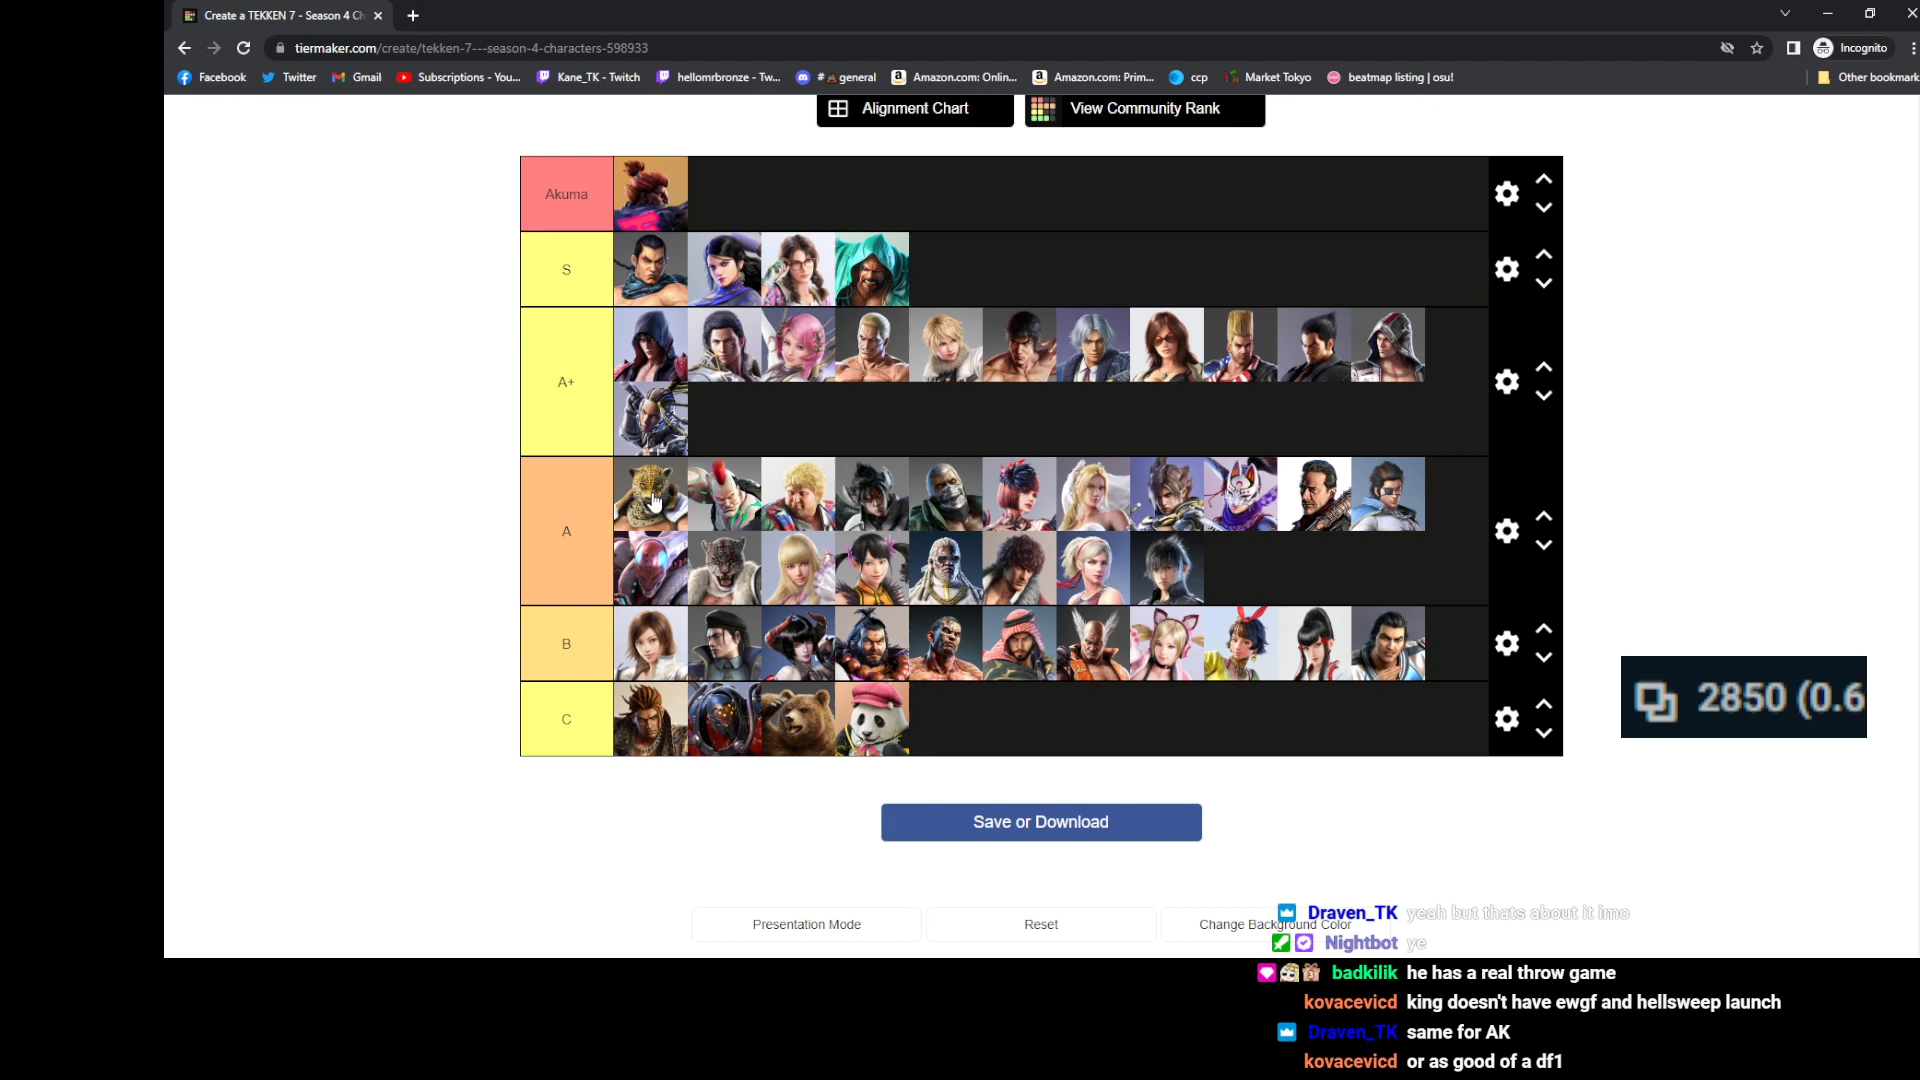 Create a TEKKEN 7 - Season 4 Ch
tiermaker.com/create/tekken-7---season-4-characters-598933
Incognito
Facebook
Twitter
Gmail
Subscriptions - You...
Kane_TK - Twitch
hellomrbronze - Tw...
#💩general
Amazon.com: Onlin...
Amazon.com: Prim...
ccp
Market Tokyo
beatmap listing | osu!
Other bookmark
Alignment Chart
View Community Rank
Akuma
S
A+
A
B
C
2850 (0.6
Save or Download
Presentation Mode
Reset
Change Background Color
Draven_TK yeah but thats about it imo
Nightbot ye
badkilik he has a real throw game
kovacevicd king doesn't have ewgf and hellsweep launch
Draven_TK same for AK
kovacevicd or as good of a df1